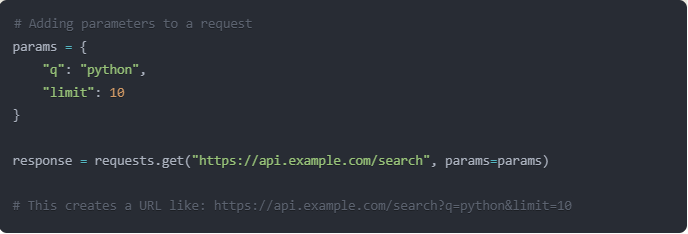 # Adding parameters to a request
params = {
    "q": "python",
    "limit": 10
}
response = requests.get("https://api.example.com/search", params=params)
# This creates a URL like: https://api.example.com/search?q=python&limit=10